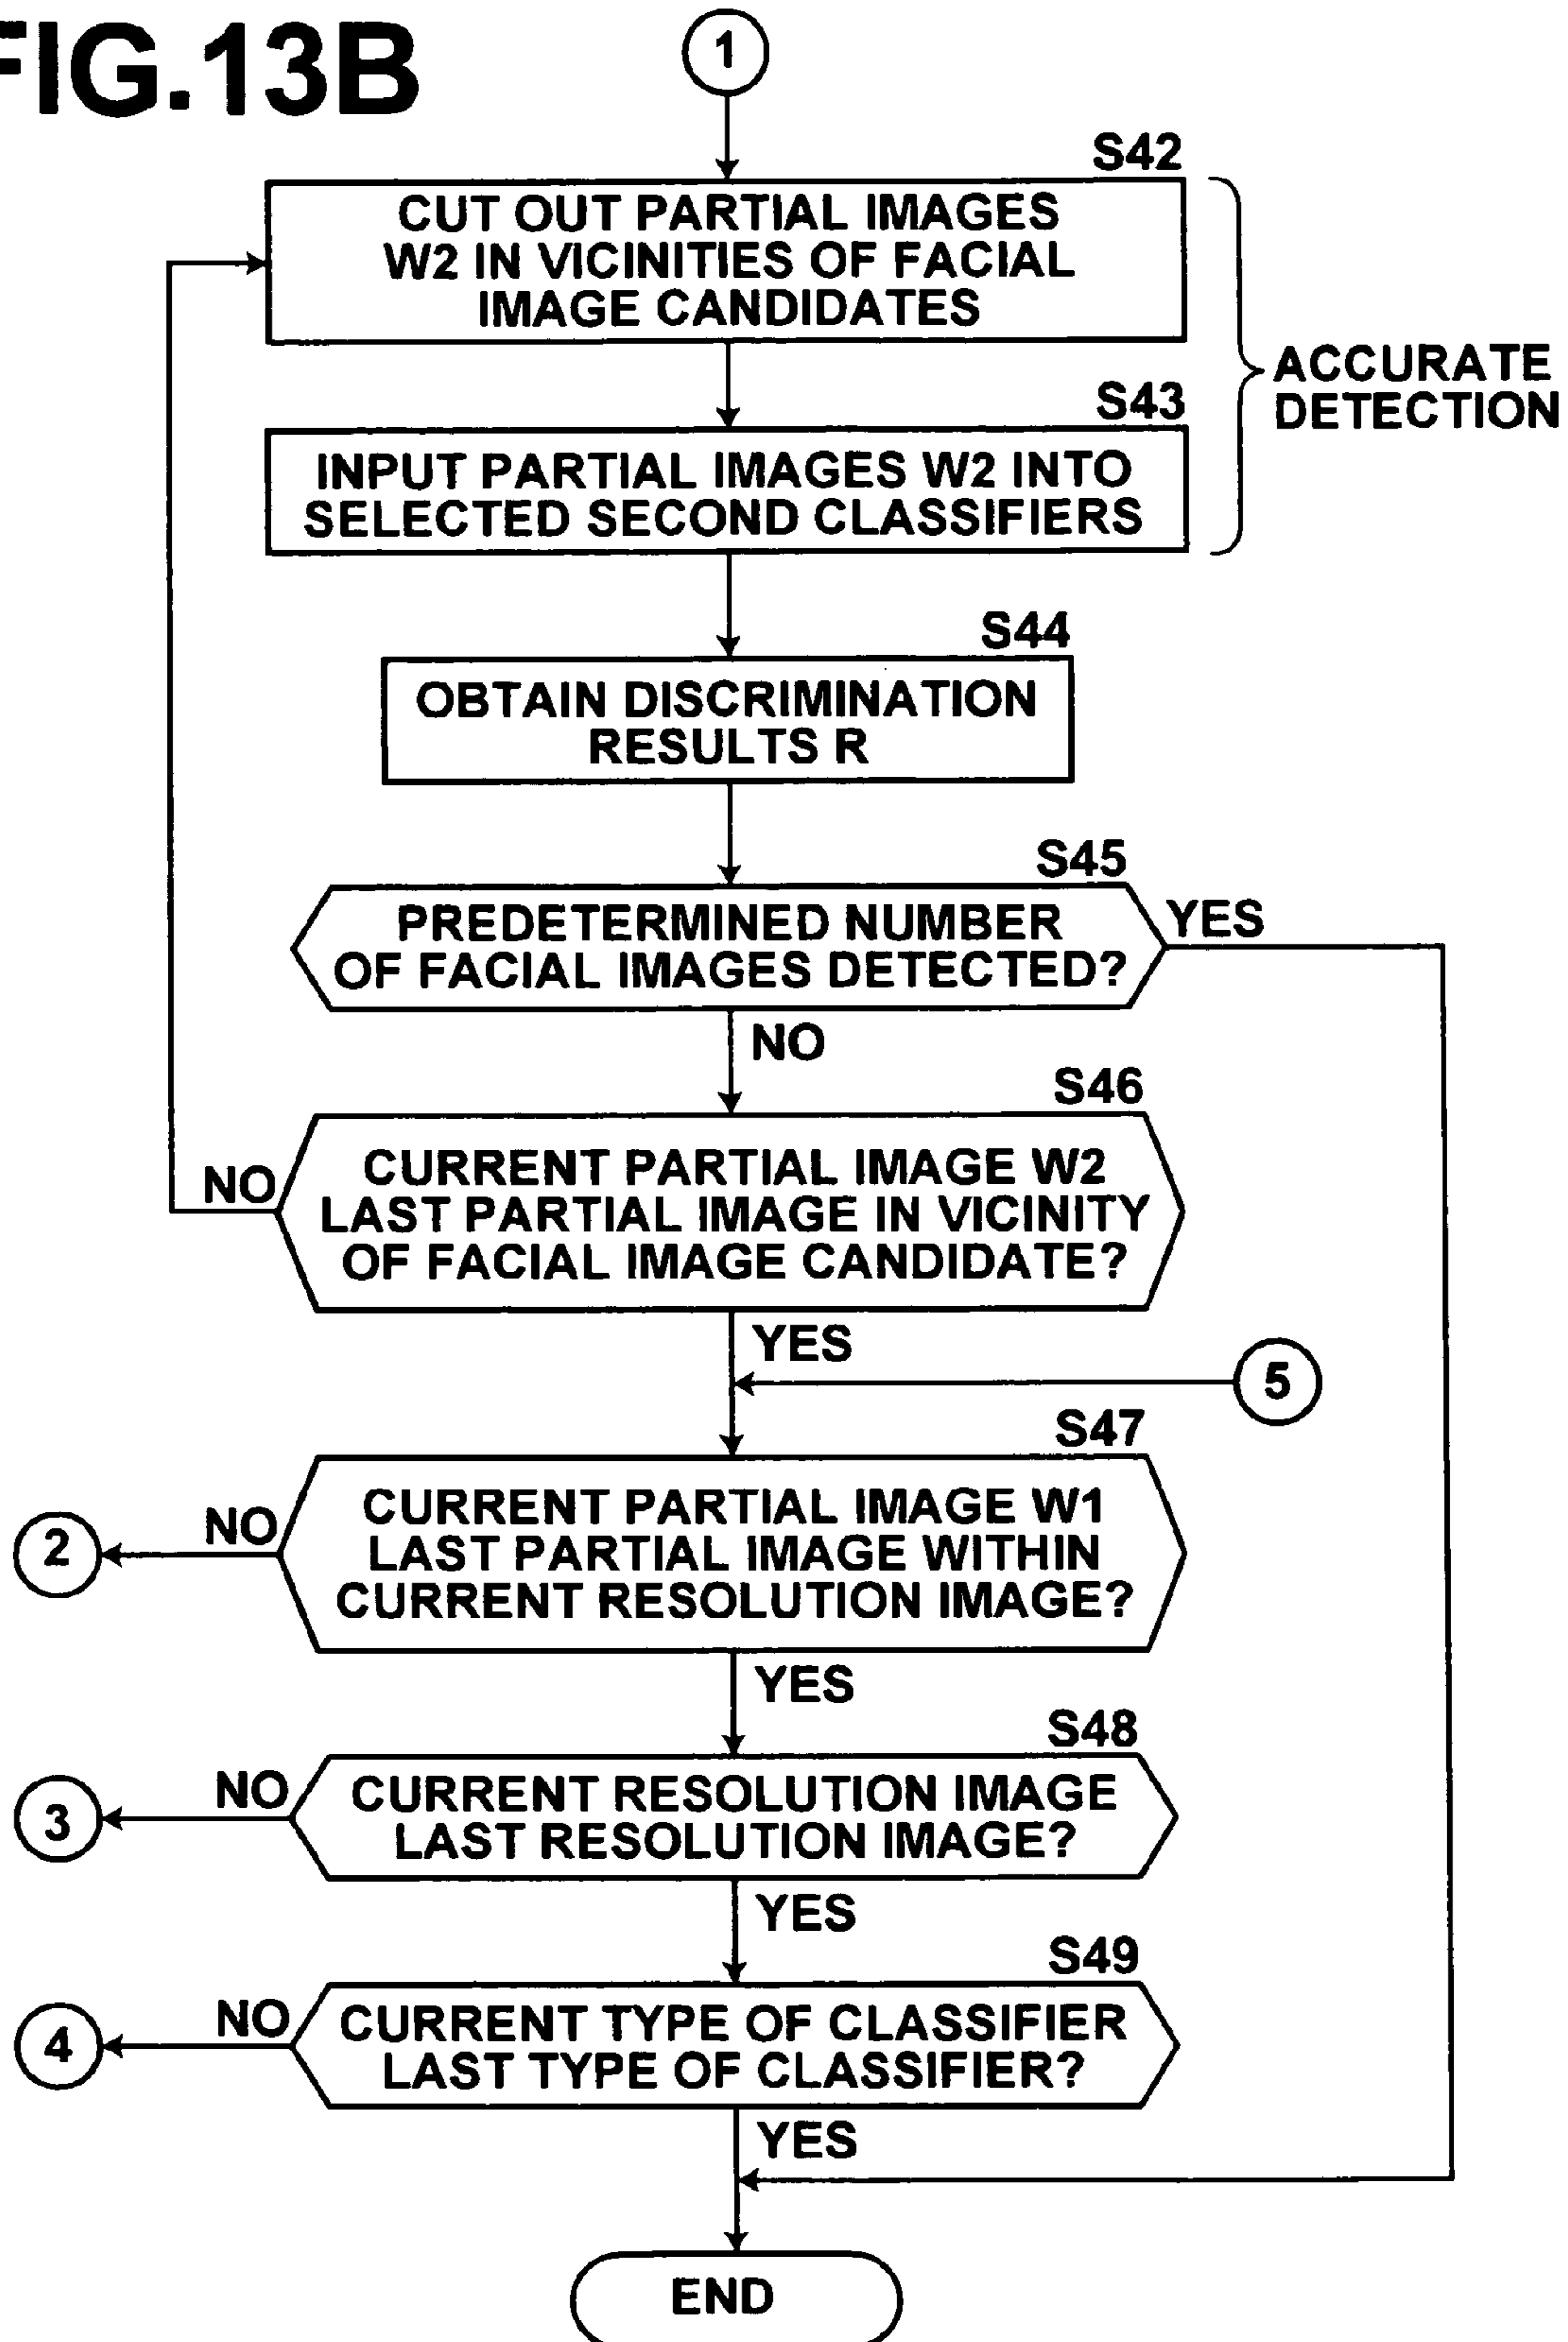 FIG.13B
1
S42
CUT OUT PARTIAL IMAGES
W2 IN VICINITIES OF FACIAL
IMAGE CANDIDATES
ACCURATE
DETECTION
S43
INPUT PARTIAL IMAGES W2 INTO
SELECTED SECOND CLASSIFIERS
S44
OBTAIN DISCRIMINATION
RESULTS R
S45
PREDETERMINED NUMBER
OF FACIAL IMAGES DETECTED?
YES
NO
S46
CURRENT PARTIAL IMAGE W2
LAST PARTIAL IMAGE IN VICINITY
OF FACIAL IMAGE CANDIDATE?
NO
YES
5
S47
CURRENT PARTIAL IMAGE W1
LAST PARTIAL IMAGE WITHIN
CURRENT RESOLUTION IMAGE?
NO
2
YES
S48
CURRENT RESOLUTION IMAGE
LAST RESOLUTION IMAGE?
NO
3
YES
S49
CURRENT TYPE OF CLASSIFIER
LAST TYPE OF CLASSIFIER?
NO
4
YES
END